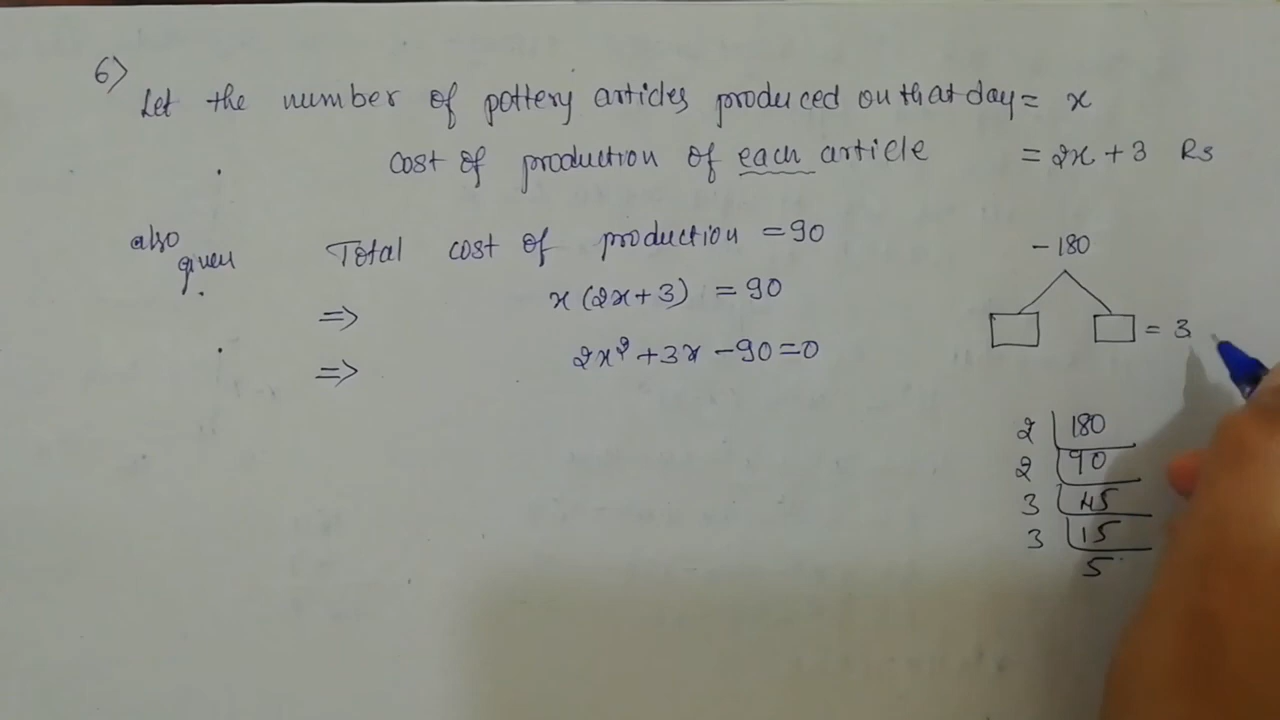 6)
Let the number of pottery articles produced on that day = x
cost of production of each article = 2x + 3 Rs
also given Total cost of production = 90
=> x (2x + 3) = 90
=> 2x² + 3x - 90 = 0
- 180
= 3
2 180
2 90
3 45
3 15
5